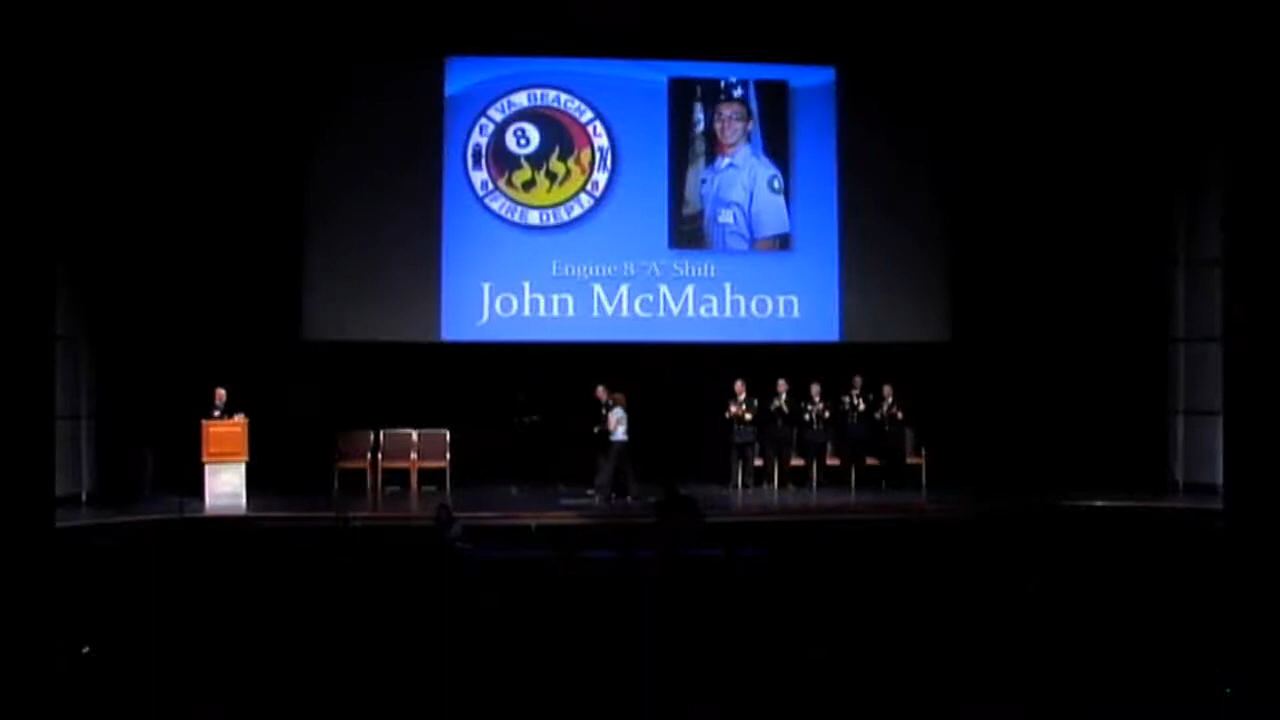 VA. BEACH
8
FIRE DEPT.
Engine 8 "A" Shift
John McMahon